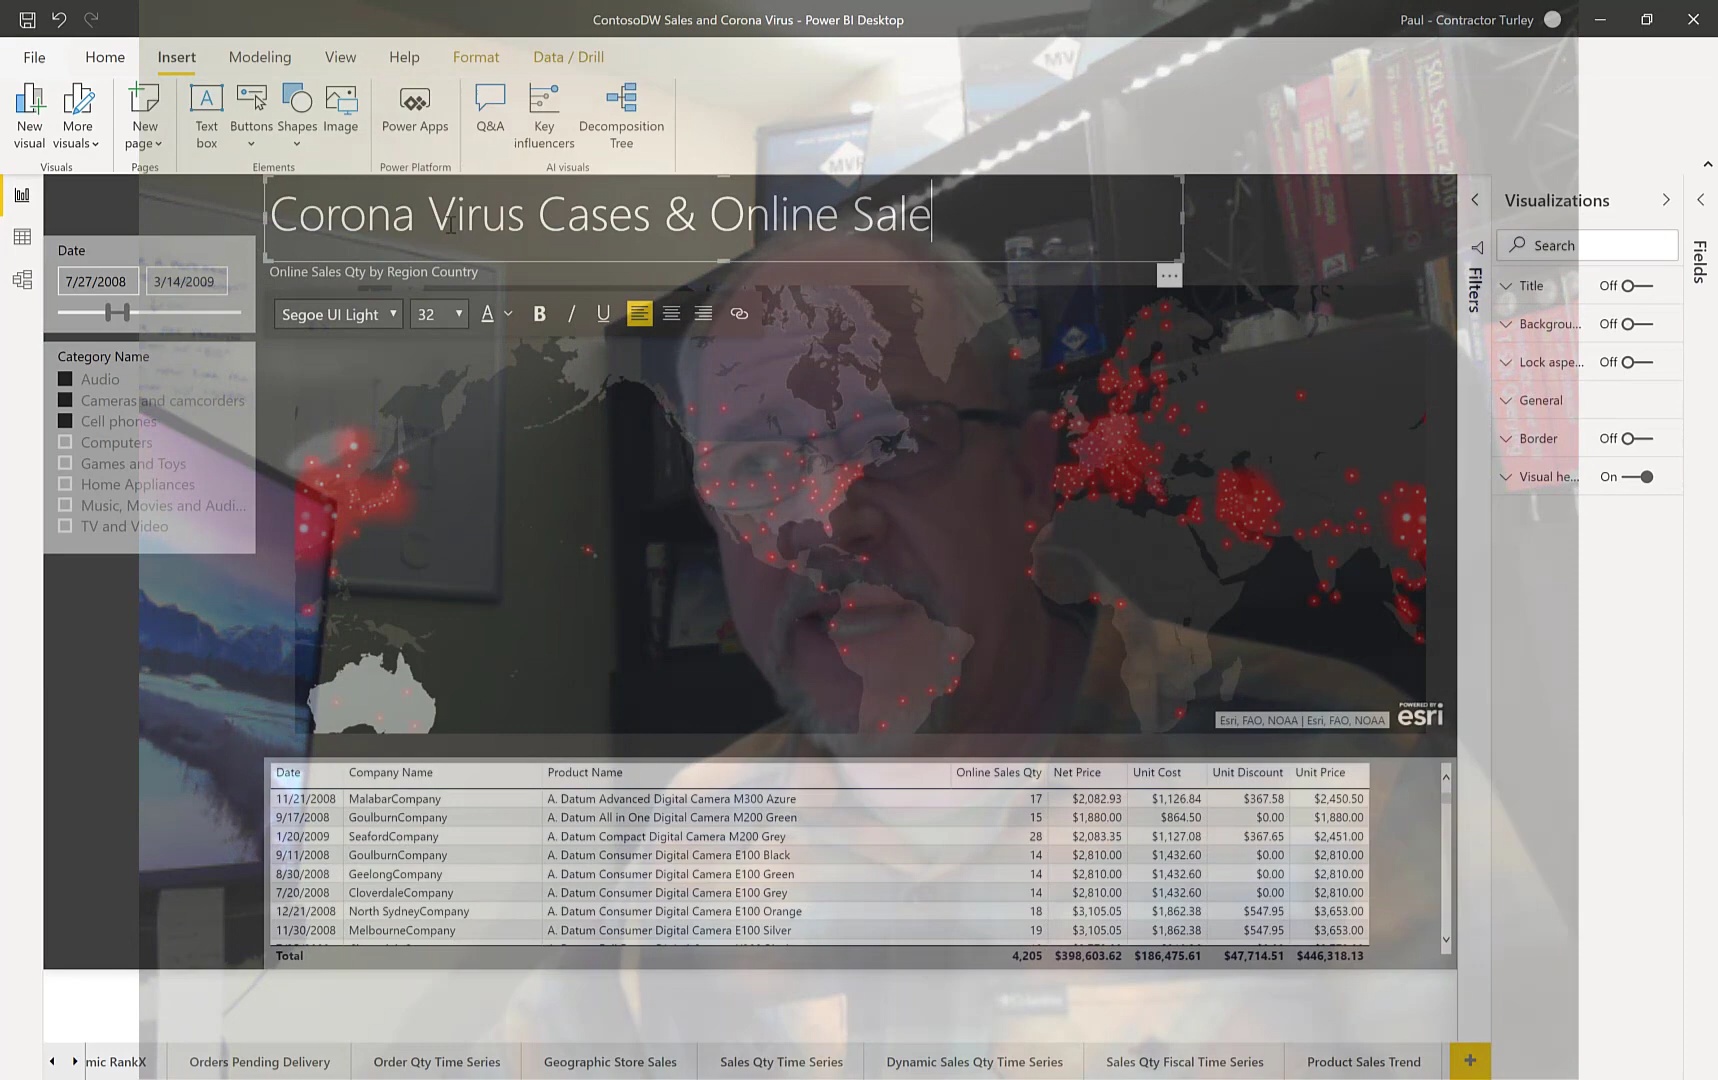 ContosoDW Sales and Corona Virus - Power BI Desktop
Paul - Contractor Turley
File Home Insert Modeling View Help Format Data / Drill
New visual
More visuals
New page
Text box
Buttons
Shapes
Image
Power Apps
Q&A
Key influencers
Decomposition Tree
Visuals
Pages
Elements
Power Platform
AI visuals
MVP
SQL Server 2016
Corona Virus Cases & Online Sale
Online Sales Qty by Region Country
Segoe UI Light 32 A B / U
Date
7/27/2008 3/14/2009
Category Name
Audio
Cameras and camcorders
Cell phones
Computers
Games and Toys
Home Appliances
Music, Movies and Audi...
TV and Video
Esri, FAO, NOAA | Esri, FAO, NOAA
POWERED BY
esri
Date Company Name Product Name Online Sales Qty Net Price Unit Cost Unit Discount Unit Price
11/21/2008 MalabarCompany A. Datum Advanced Digital Camera M300 Azure 17 $2,082.93 $1,126.84 $367.58 $2,450.50
9/17/2008 GoulburnCompany A. Datum All in One Digital Camera M200 Green 15 $1,880.00 $864.50 $0.00 $1,880.00
1/20/2009 SeafordCompany A. Datum Compact Digital Camera M200 Grey 28 $2,083.35 $1,127.08 $367.65 $2,451.00
9/11/2008 GoulburnCompany A. Datum Consumer Digital Camera E100 Black 14 $2,810.00 $1,432.60 $0.00 $2,810.00
8/30/2008 GeelongCompany A. Datum Consumer Digital Camera E100 Green 14 $2,810.00 $1,432.60 $0.00 $2,810.00
7/20/2008 CloverdaleCompany A. Datum Consumer Digital Camera E100 Grey 14 $2,810.00 $1,432.60 $0.00 $2,810.00
12/21/2008 North SydneyCompany A. Datum Consumer Digital Camera E100 Orange 18 $3,105.05 $1,862.38 $547.95 $3,653.00
11/30/2008 MelbourneCompany A. Datum Consumer Digital Camera E100 Silver 19 $3,105.05 $1,862.38 $547.95 $3,653.00
Total 4,205 $398,603.62 $186,475.61 $47,714.51 $446,318.13
Filters
Visualizations
Search
Title Off
Backgrou... Off
Lock aspe... Off
General
Border Off
Visual he... On
Fields
mic RankX Orders Pending Delivery Order Qty Time Series Geographic Store Sales Sales Qty Time Series Dynamic Sales Qty Time Series Sales Qty Fiscal Time Series Product Sales Trend +